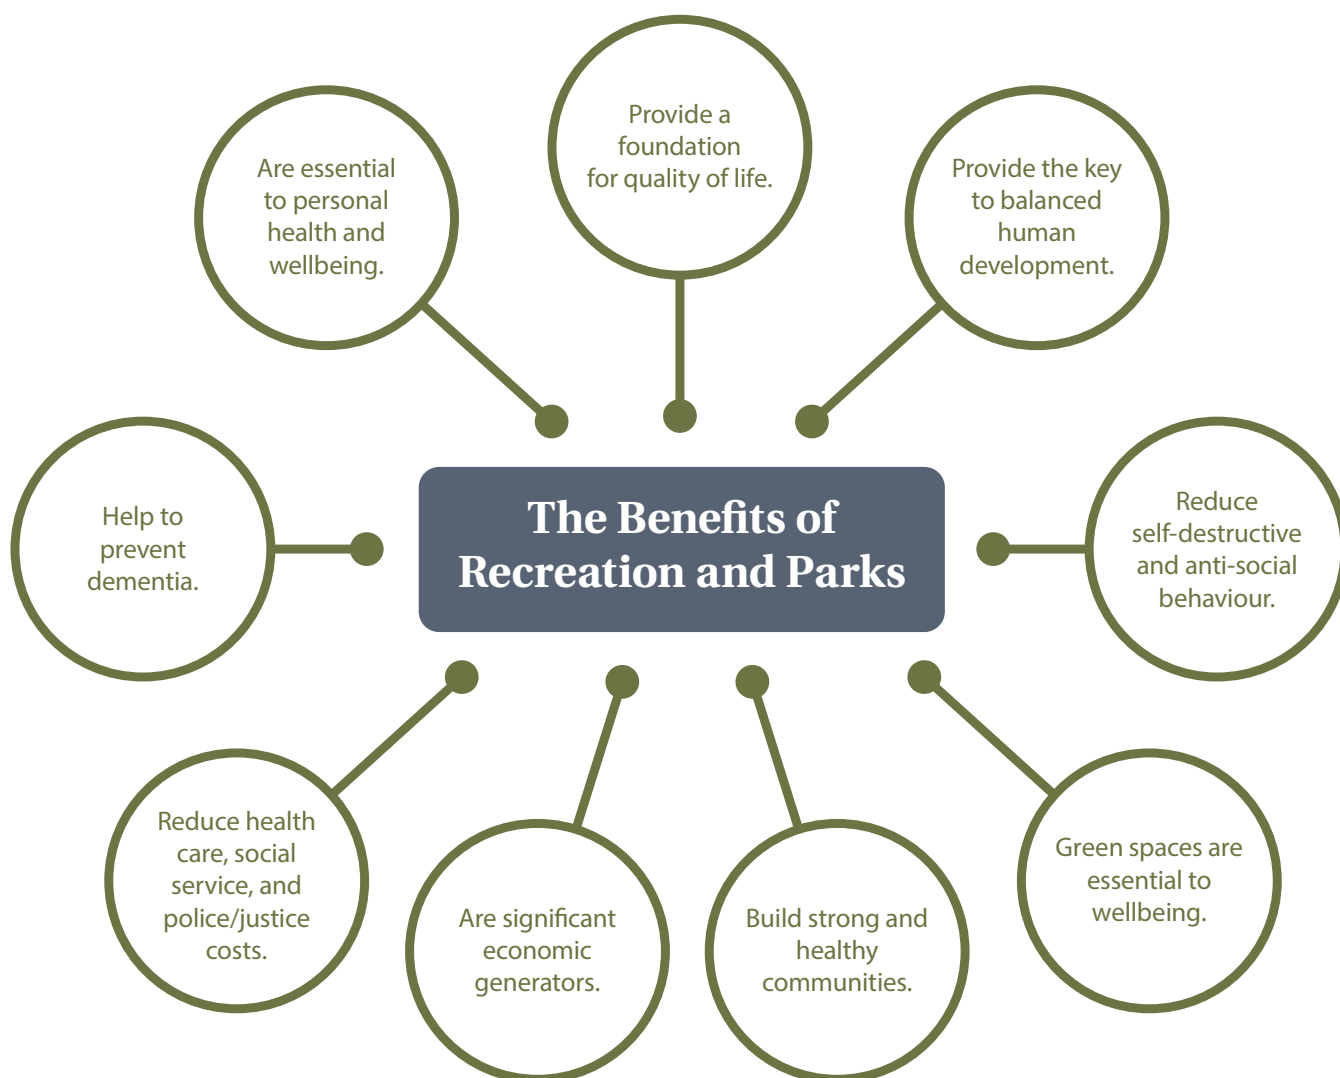 Provide a
foundation
for quality of life.
Are essential
to personal
health and
wellbeing.
Provide the key
to balanced
human
development.
Help to
prevent
dementia.
The Benefits of
Recreation and Parks
Reduce
self-destructive
and anti-social
behaviour.
Reduce health
care, social
service, and
police/justice
costs.
Are significant
economic
generators.
Build strong and
healthy
communities.
Green spaces are
essential to
wellbeing.